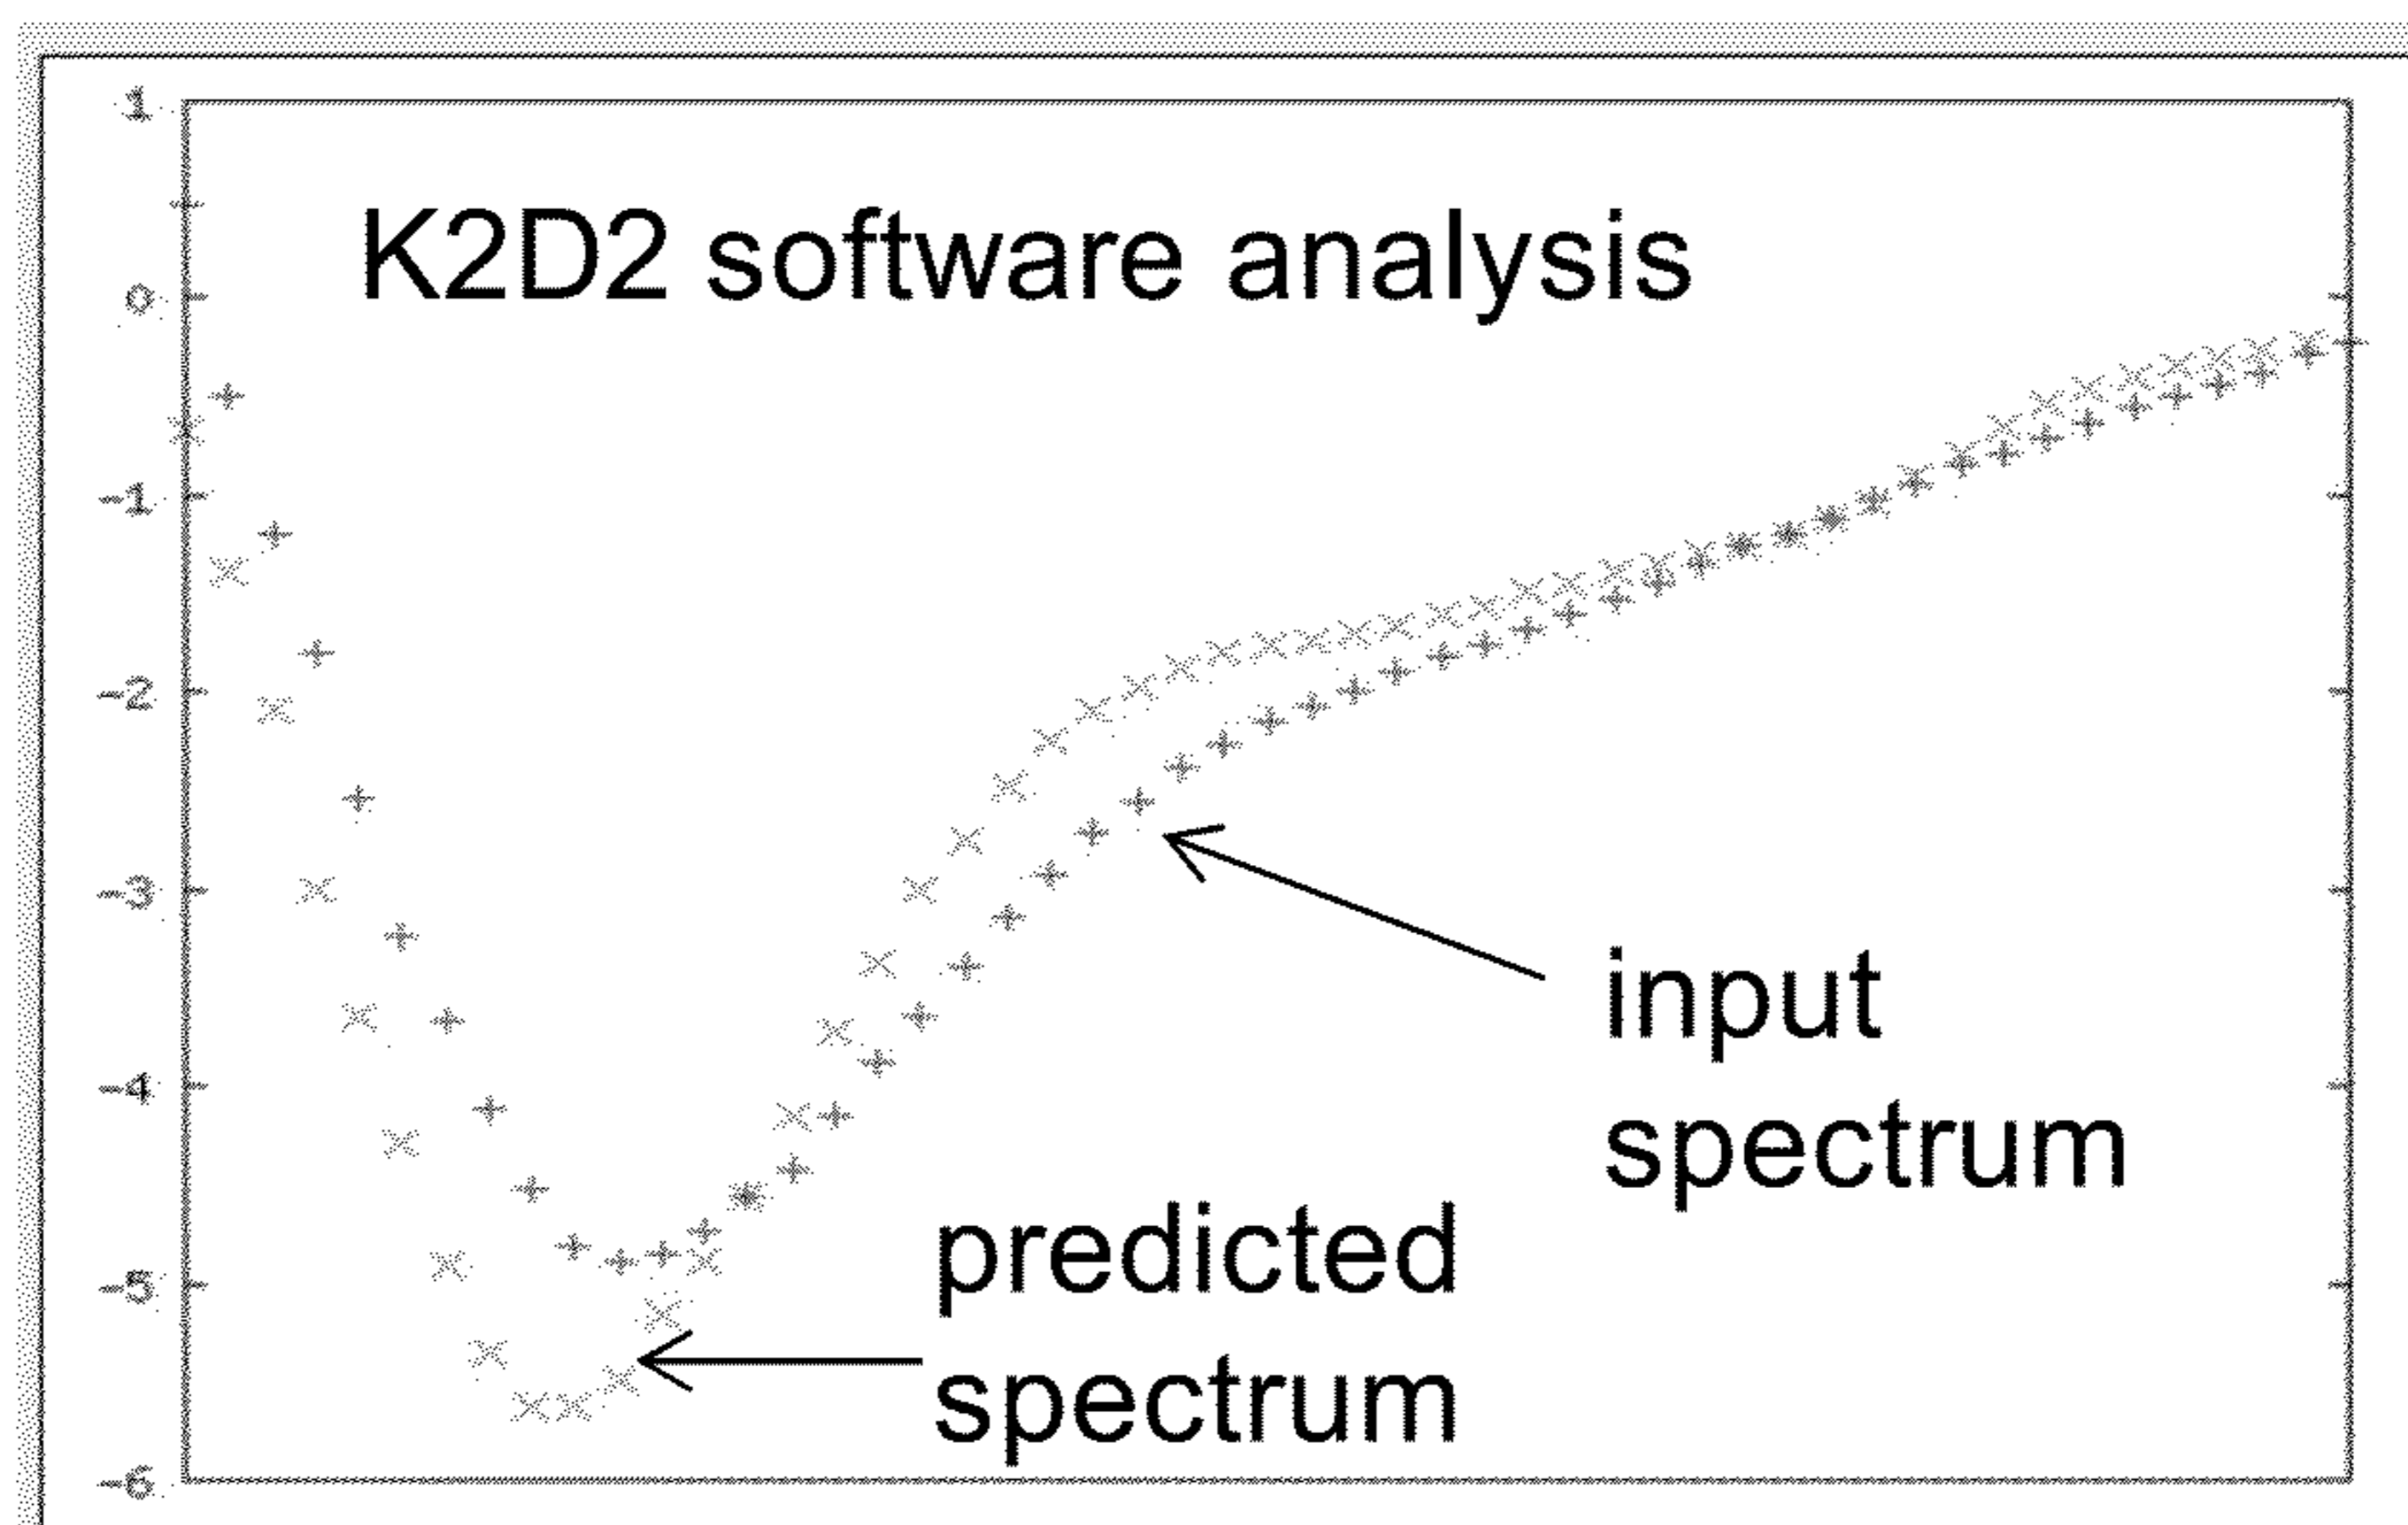 1
K2D2 software analysis
0
-1
-2
-3
input
spectrum
-4
predicted
spectrum
-5
-6